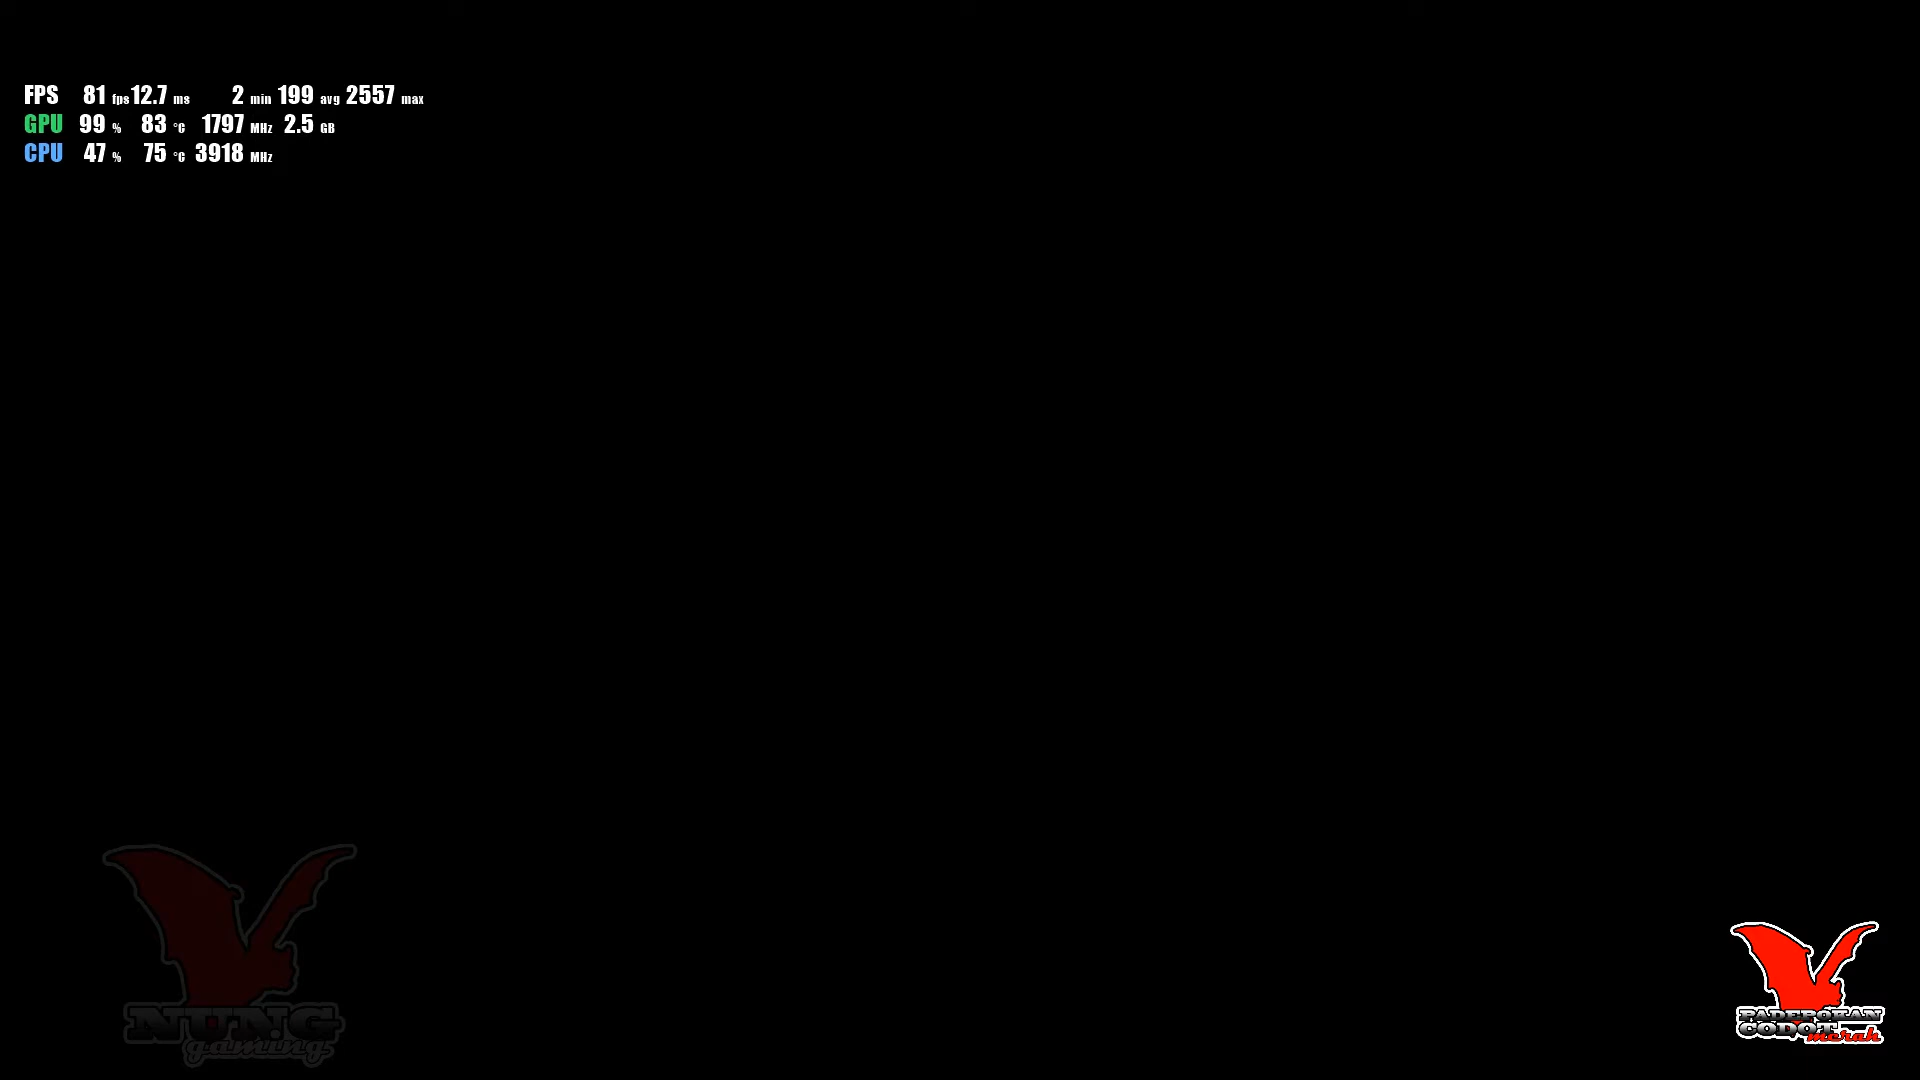 FPS 81 fps 12.7 ms 2 min 199 avg 2557 max
GPU 99 % 83 °C 1797 MHz 2.5 GB
CPU 47 % 75 °C 3918 MHz
NUNG
gaming
PADEPOKAN
CODOT merah